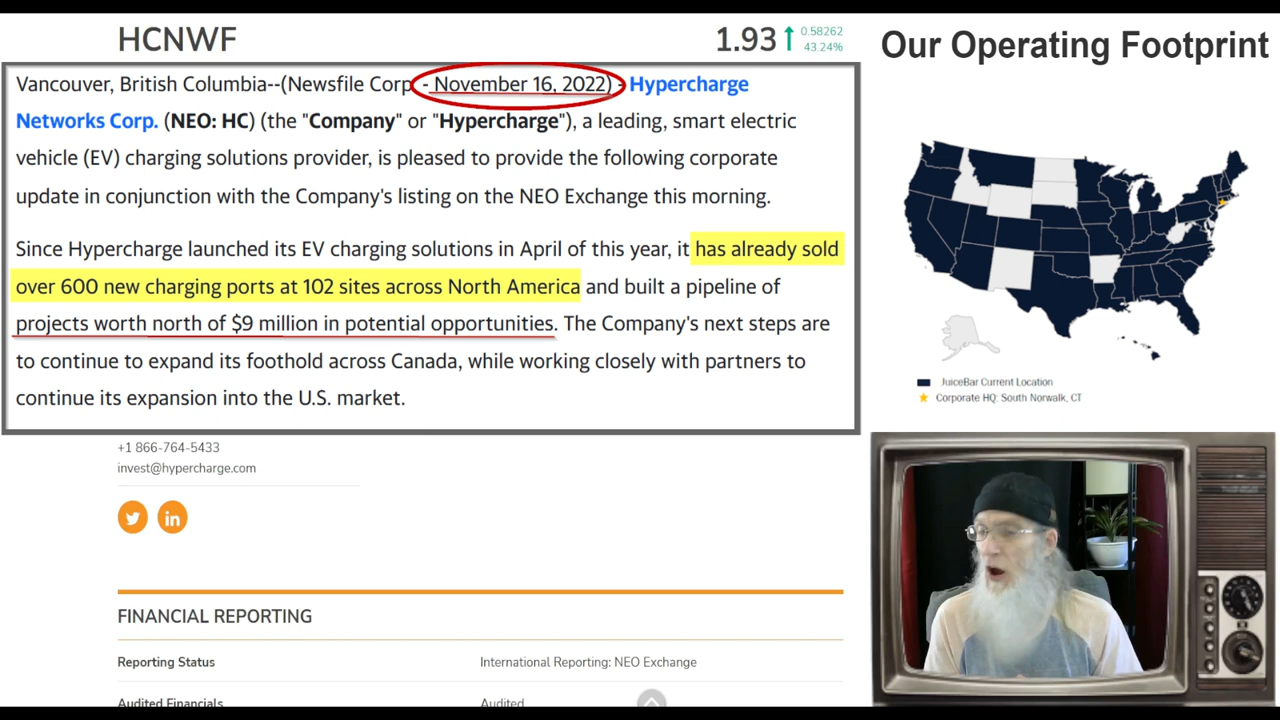 HCNWF
1.93
0.58262
43.24%
Our Operating Footprint
Vancouver, British Columbia--(Newsfile Corp. - November 16, 2022) - Hypercharge
Networks Corp. (NEO: HC) (the "Company" or "Hypercharge"), a leading, smart electric
vehicle (EV) charging solutions provider, is pleased to provide the following corporate
update in conjunction with the Company's listing on the NEO Exchange this morning.
Since Hypercharge launched its EV charging solutions in April of this year, it has already sold
over 600 new charging ports at 102 sites across North America and built a pipeline of
projects worth north of $9 million in potential opportunities. The Company's next steps are
to continue to expand its foothold across Canada, while working closely with partners to
continue its expansion into the U.S. market.
JuiceBar Current Location
Corporate HQ: South Norwalk, CT
+1 866-764-5433
invest@hypercharge.com
in
FINANCIAL REPORTING
Reporting Status International Reporting: NEO Exchange
Audited Financials Audited